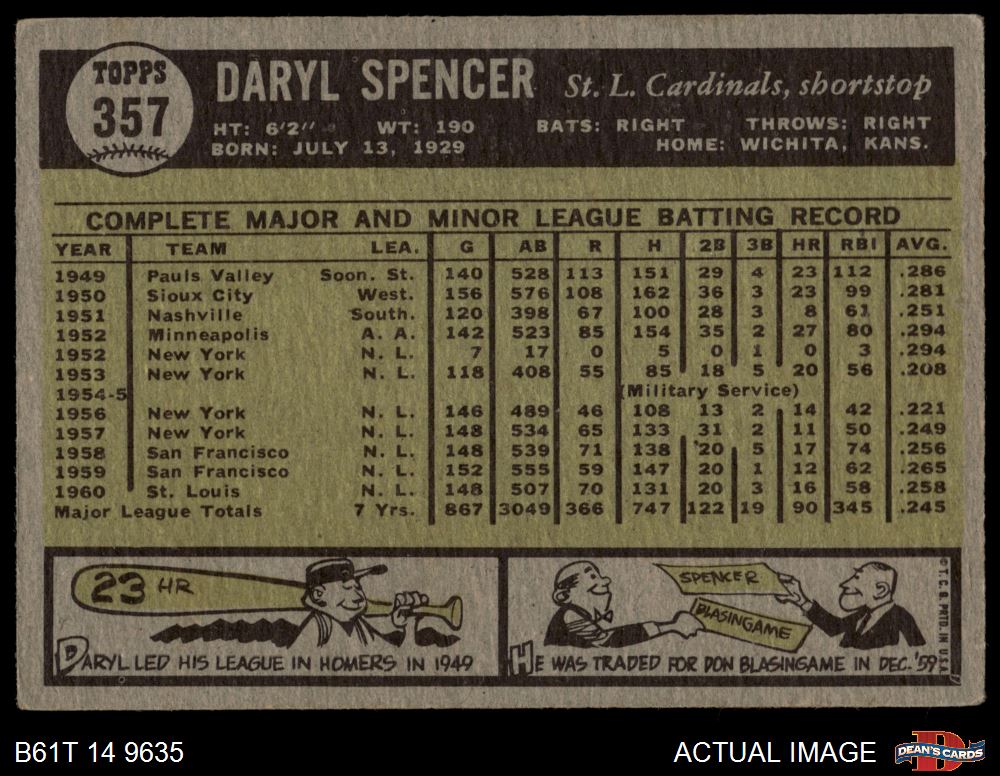 TOPPS
357
DARYL SPENCER St. L. Cardinals, shortstop
HT: 6'2" WT: 190 BATS: RIGHT THROWS: RIGHT
BORN: JULY 13, 1929 HOME: WICHITA, KANS.
COMPLETE MAJOR AND MINOR LEAGUE BATTING RECORD
YEAR TEAM LEA. G AB R H 2B 3B HR RBI AVG.
1949 Pauls Valley Soon. St. 140 528 113 151 29 4 23 112 .286
1950 Sioux City West. 156 576 108 162 36 3 23 99 .281
1951 Nashville South. 120 398 67 100 28 3 8 61 .251
1952 Minneapolis A. A. 142 523 85 154 35 2 27 80 .294
1952 New York N. L. 7 17 0 5 0 1 0 3 .294
1953 New York N. L. 118 408 55 85 18 5 20 56 .208
1954-5 (Military Service)
1956 New York N. L. 146 489 46 108 13 2 14 42 .221
1957 New York N. L. 148 534 65 133 31 2 11 50 .249
1958 San Francisco N. L. 148 539 71 138 20 5 17 74 .256
1959 San Francisco N. L. 152 555 59 147 20 1 12 62 .265
1960 St. Louis N. L. 148 507 70 131 20 3 16 58 .258
Major League Totals 7 Yrs. 867 3049 366 747 122 19 90 345 .245
23 HR
DARYL LED HIS LEAGUE IN HOMERS IN 1949
SPENCER
BLASINGAME
HE WAS TRADED FOR DON BLASINGAME IN DEC. '59
© T. C. G. PRTD. IN U.S.A.
B61T 14 9635 ACTUAL IMAGE
D
DEAN'S CARDS